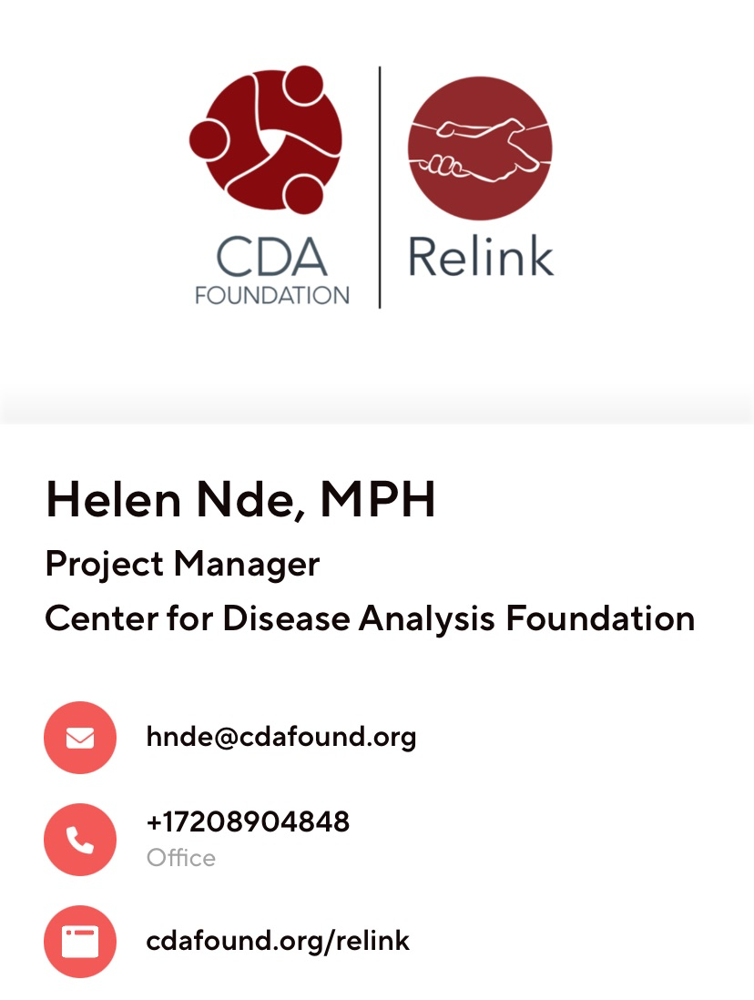 CDA
FOUNDATION
Relink
Helen Nde, MPH
Project Manager
Center for Disease Analysis Foundation
hnde@cdafound.org
+17208904848
Office
cdafound.org/relink